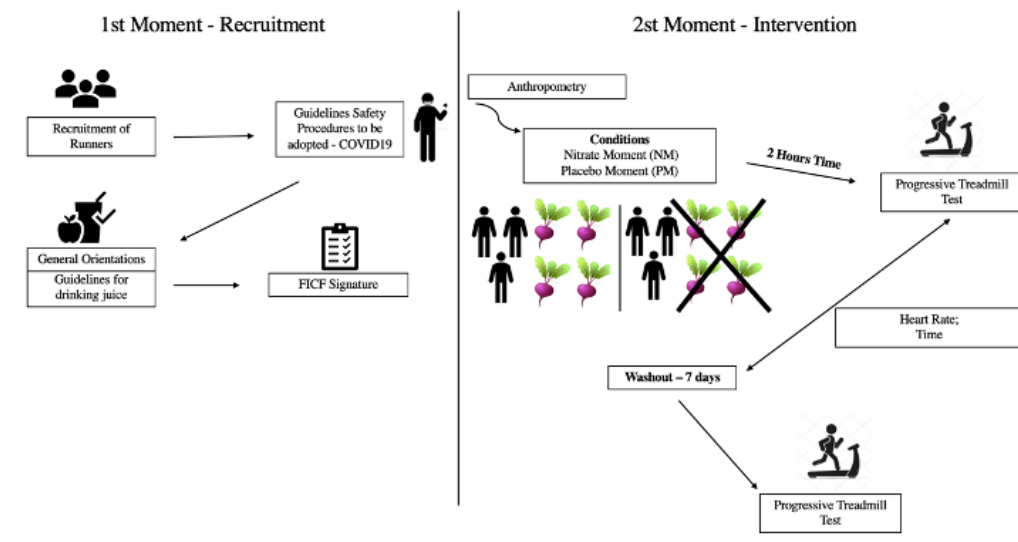 1st Moment - Recruitment
Recruitment of
Runners
Guidelines Safety
Procedures to be
adopted - COVID19
General Orientations
Guidelines for
drinking juice
FICF Signature
2st Moment - Intervention
Anthropometry
Conditions
Nitrate Moment (NM)
Placebo Moment (PM)
2 Hours Time
Progressive Treadmill
Test
Heart Rate;
Time
Washout – 7 days
Progressive Treadmill
Test